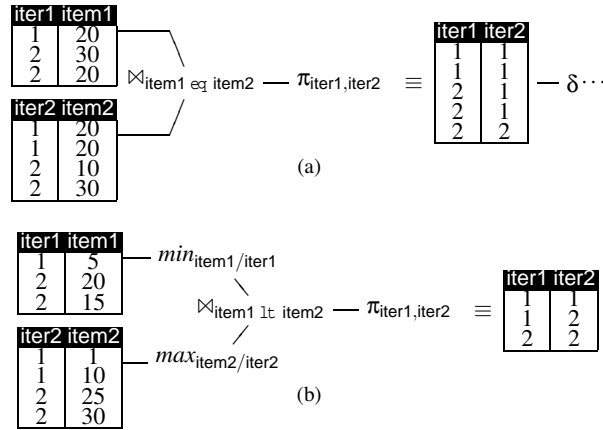 iter1 item1
1 20
2 30
2 20
iter2 item2
1 20
1 20
2 10
2 30
⋈item1 eq item2 — πiter1,iter2 ≡
iter1 iter2
1 1
1 1
2 1
2 1
2 2
δ ···
(a)
iter1 item1
1 5
2 20
2 15
miniter1/iter1
iter2 item2
1 1
1 10
2 25
2 30
maxitem2/iter2
⋈item1 lt item2 — πiter1,iter2 ≡
iter1 iter2
1 1
1 2
2 2
(b)